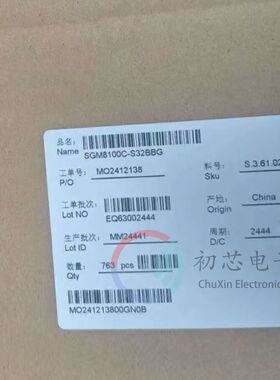 品名:
Name SGM8100C-S32BBG
工单号: 料号: S.3.61.02
P/O MO2412138 Sku
工单批次: 产地: China
Lot NO EQ63002444 Origin
生产批次: 周期: 2444
Lot ID MM24441 D/C
数量: 763 pcs
Qty
初芯电子
ChuXin Electronic
MO241213800GN0B